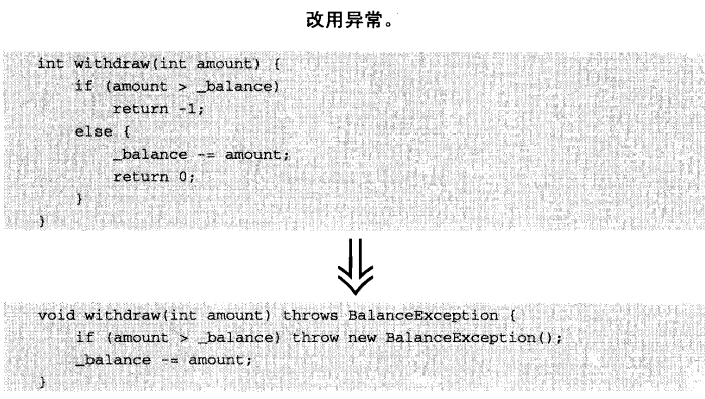 改用异常。
int withdraw(int amount) {
    if (amount > _balance)
        return -1;
    else {
        _balance -= amount;
        return 0;
    }
}
void withdraw(int amount) throws BalanceException {
    if (amount > _balance) throw new BalanceException();
    _balance -= amount;
}